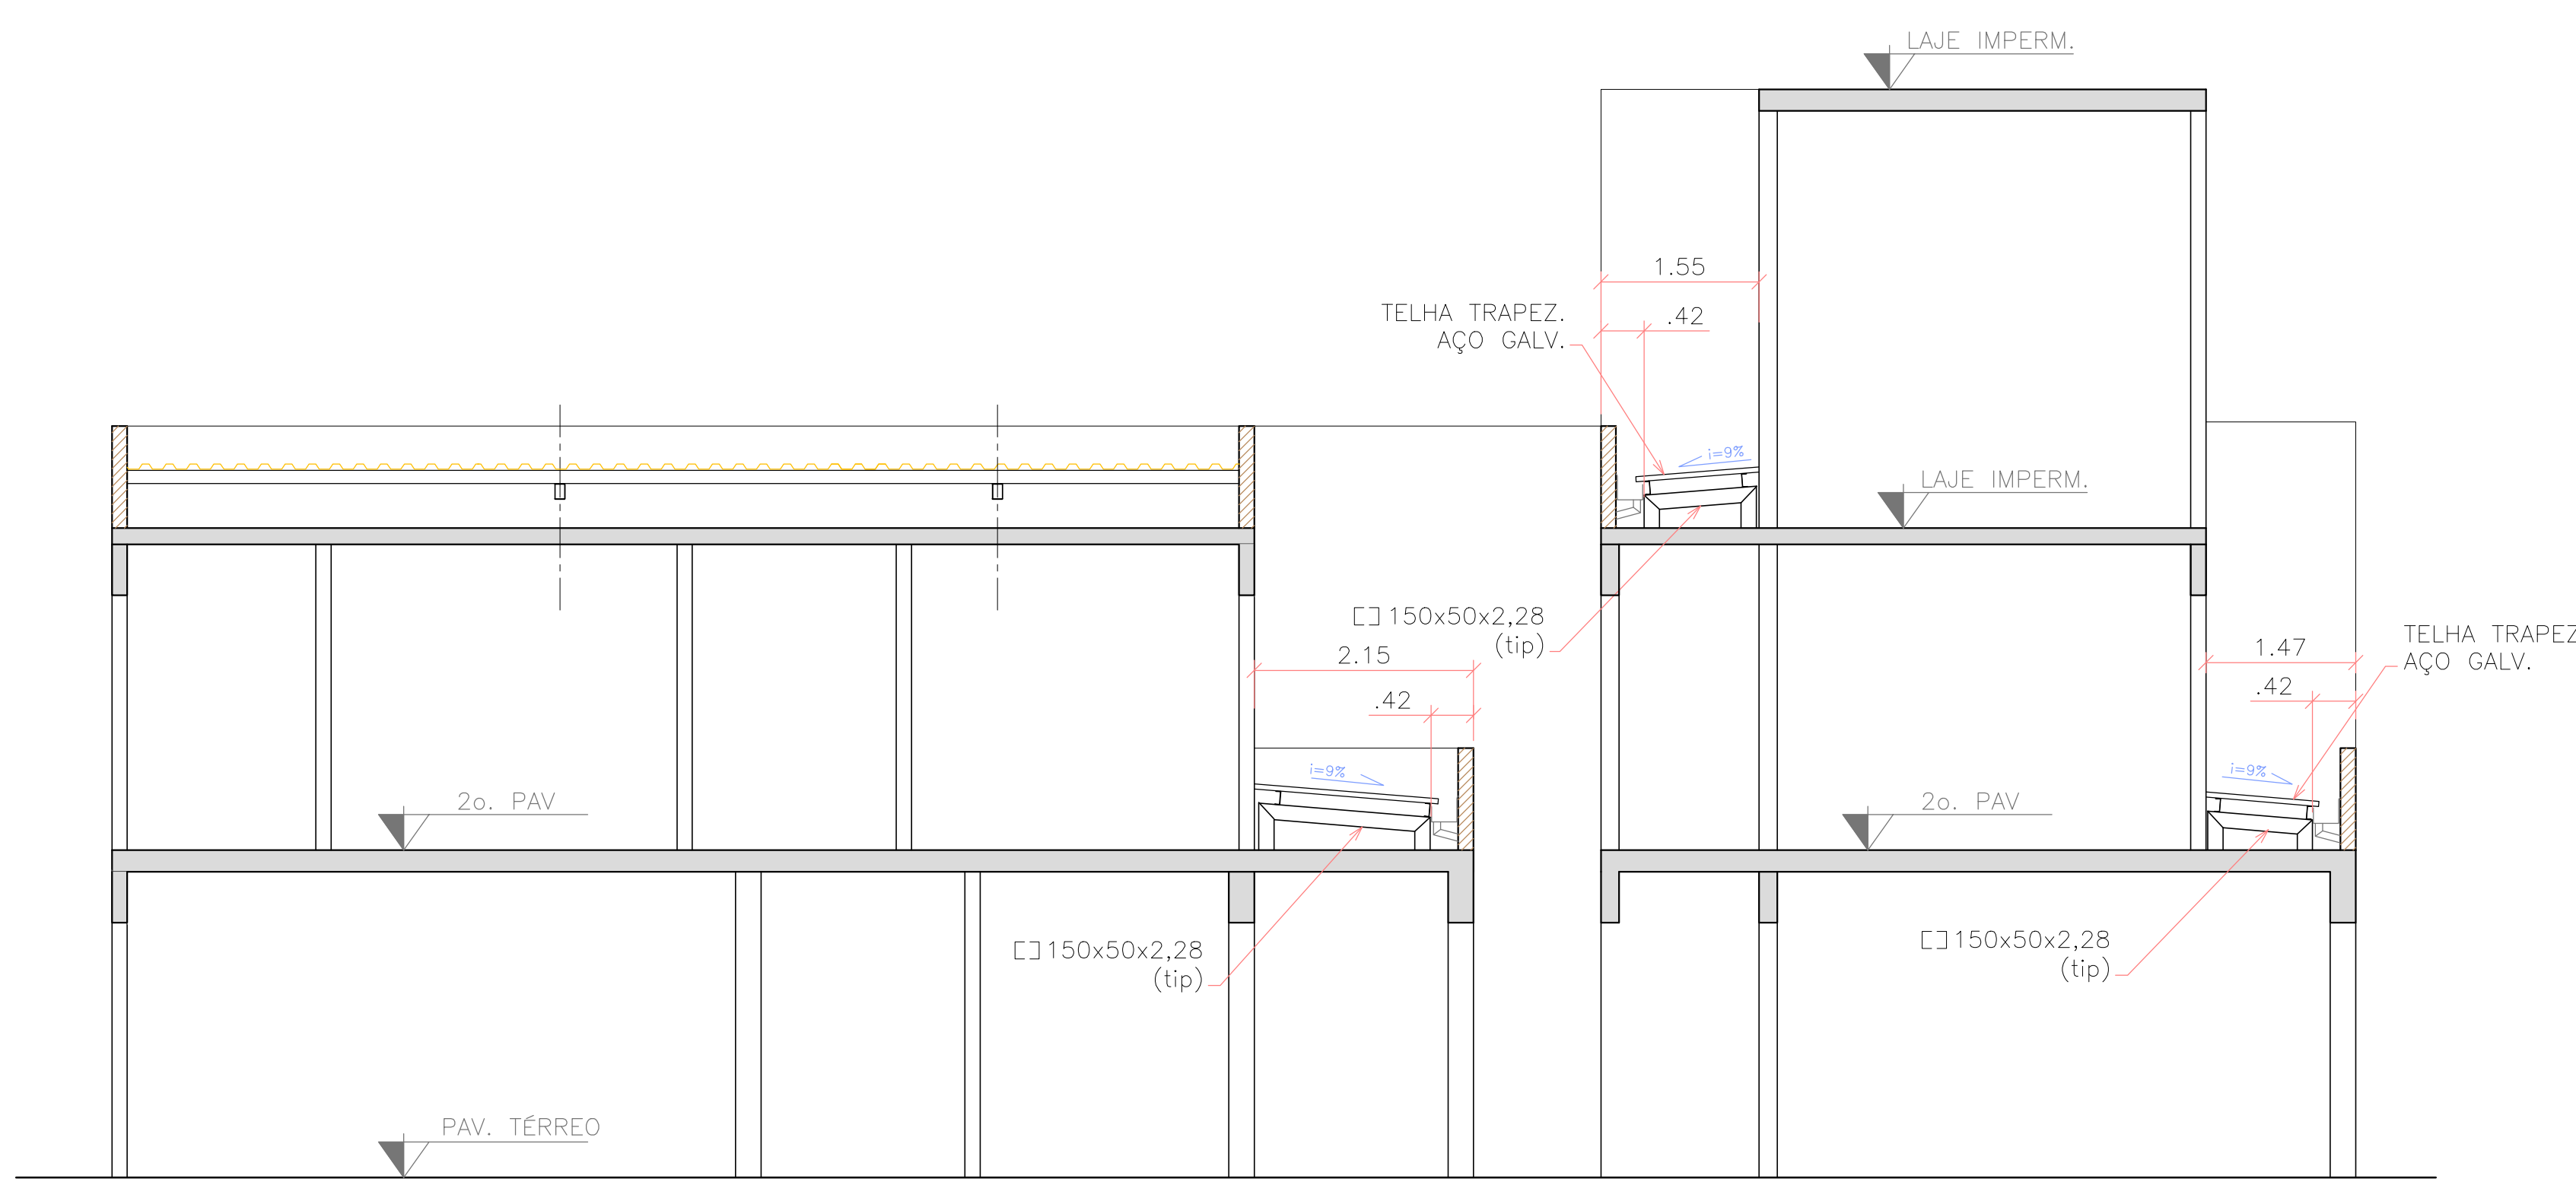 LAJE IMPERM.
1.55
TELHA TRAPEZ.
AÇO GALV.
.42
i=9%
LAJE IMPERM.
150x50x2,28
(tip)
2.15
.42
i=9%
TELHA TRAPEZ
AÇO GALV.
1.47
.42
i=9%
2o. PAV
2o. PAV
150x50x2,28
(tip)
150x50x2,28
(tip)
PAV. TÉRREO